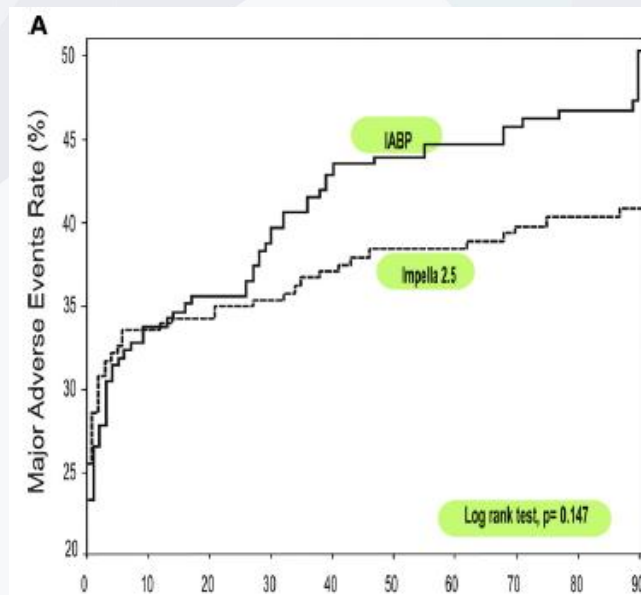 A
Major Adverse Events Rate (%)
50
45
40
35
30
25
20
IABP
Impella 2.5
Log rank test, p= 0.147
0 10 20 30 40 50 60 70 80 90